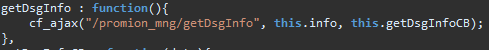 getDsgInfo : function(){
cf_ajax("/promion_mng/getDsgInfo", this.info, this.getDsgInfoCB);
},